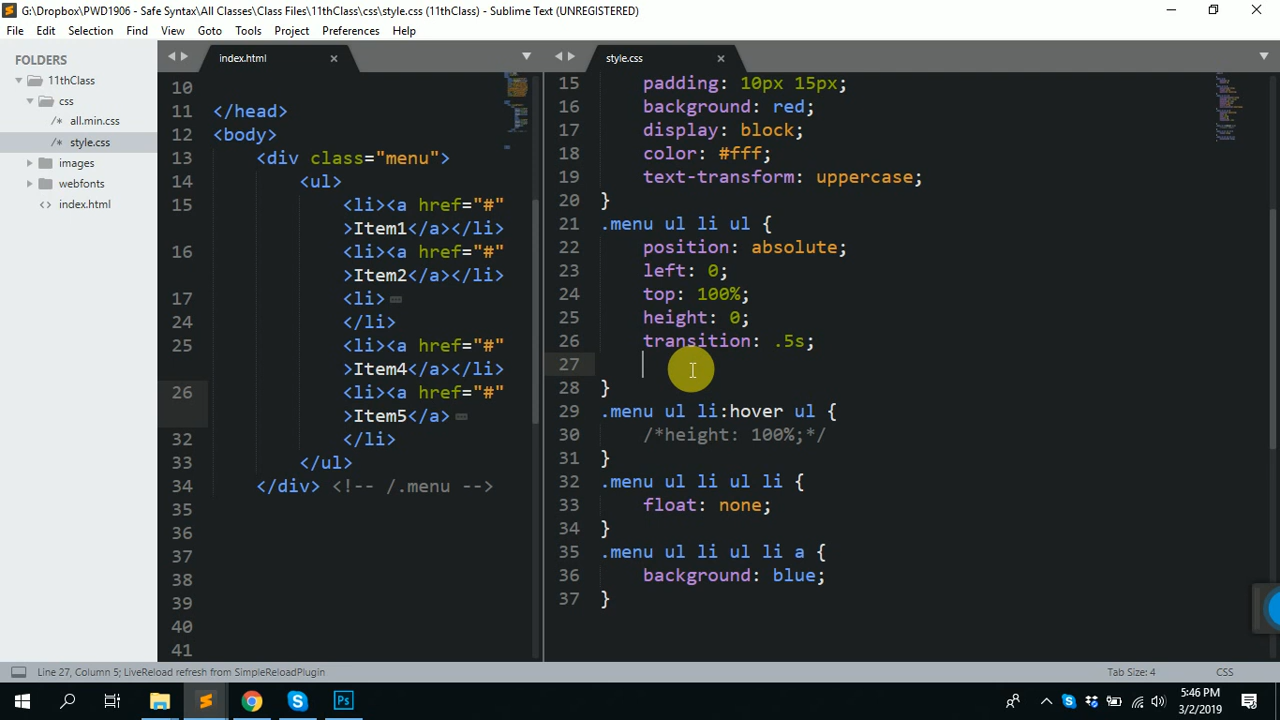 G:\Dropbox\PWD1906 - Safe Syntax\All Classes\Class Files\11thClass\css\style.css (11thClass) - Sublime Text (UNREGISTERED)
File Edit Selection Find View Goto Tools Project Preferences Help
FOLDERS
11thClass
css
/* all.min.css
/* style.css
images
webfonts
<> index.html
index.html
10
11 </head>
12 <body>
13 <div class="menu">
14 <ul>
15 <li><a href="#"
>Item1</a></li>
16 <li><a href="#"
>Item2</a></li>
17 <li>
24 </li>
25 <li><a href="#"
>Item4</a></li>
26 <li><a href="#"
>Item5</a>
32 </li>
33 </ul>
34 </div> <!-- /.menu -->
35
36
37
38
39
40
41
style.css
15 padding: 10px 15px;
16 background: red;
17 display: block;
18 color: #fff;
19 text-transform: uppercase;
20 }
21 .menu ul li ul {
22 position: absolute;
23 left: 0;
24 top: 100%;
25 height: 0;
26 transition: .5s;
27
28 }
29 .menu ul li:hover ul {
30 /*height: 100%;*/
31 }
32 .menu ul li ul li {
33 float: none;
34 }
35 .menu ul li ul li a {
36 background: blue;
37 }
Line 27, Column 5; LiveReload refresh from SimpleReloadPlugin
Tab Size: 4
CSS
Ps
5:46 PM
3/2/2019